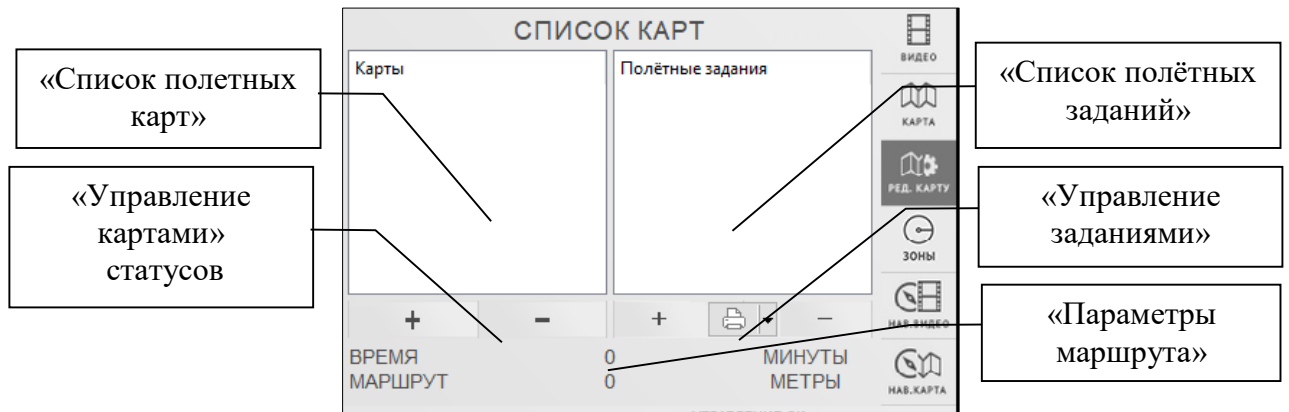 СПИСОК КАРТ
«Список полетных
карт»
«Управление
картами»
статусов
Карты
Полётные задания
+
−
+
−
ВРЕМЯ 0 МИНУТЫ
МАРШРУТ 0 МЕТРЫ
ВИДЕО
КАРТА
РЕД. КАРТУ
ЗОНЫ
НАВ.ВИДЕО
НАВ.КАРТА
«Список полётных
заданий»
«Управление
заданиями»
«Параметры
маршрута»